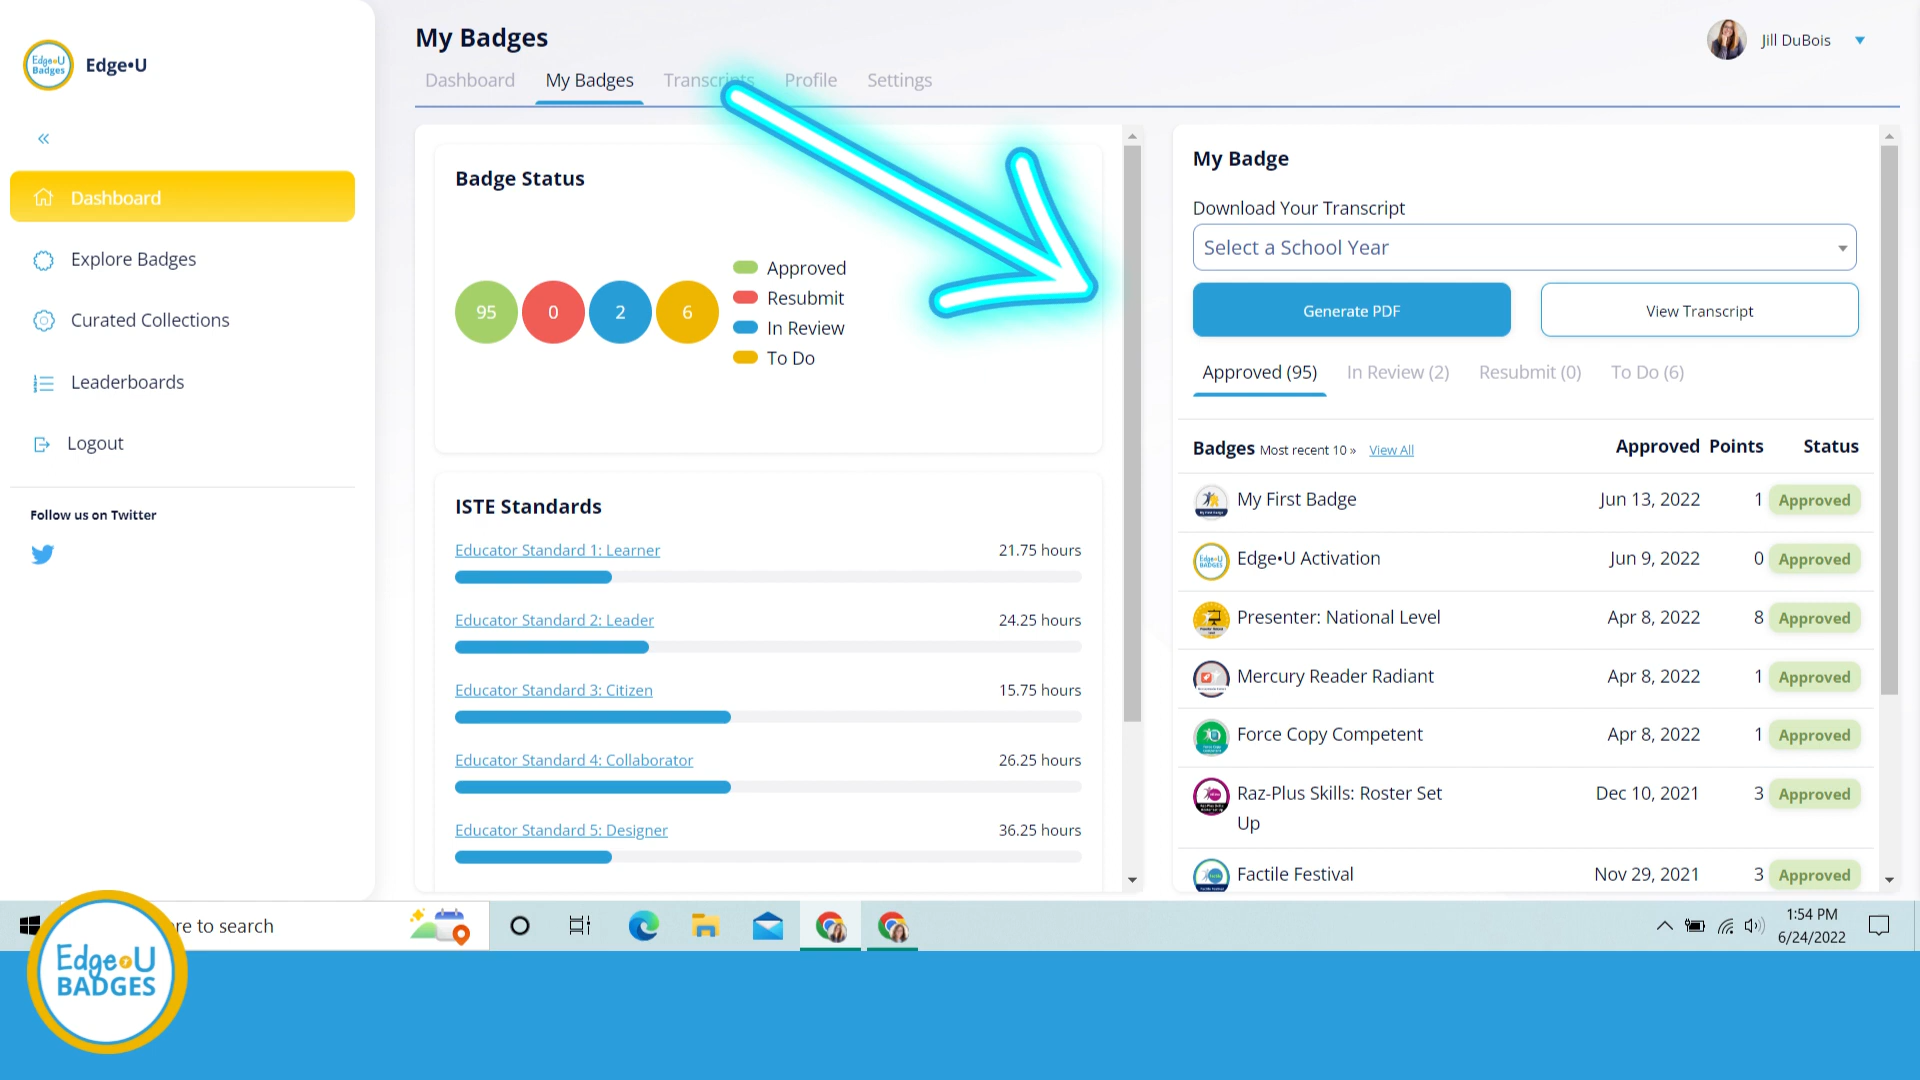 Edge•U
Badges
Edge•U
My Badges
Jill DuBois
Dashboard
My Badges
Transcripts
Profile
Settings
«
Dashboard
Explore Badges
Curated Collections
Leaderboards
Logout
Follow us on Twitter
Badge Status
95
0
2
6
Approved
Resubmit
In Review
To Do
ISTE Standards
Educator Standard 1: Learner 21.75 hours
Educator Standard 2: Leader 24.25 hours
Educator Standard 3: Citizen 15.75 hours
Educator Standard 4: Collaborator 26.25 hours
Educator Standard 5: Designer 36.25 hours
My Badge
Download Your Transcript
Select a School Year
Generate PDF
View Transcript
Approved (95) In Review (2) Resubmit (0) To Do (6)
Badges Most recent 10 » View All Approved Points Status
My First Badge Jun 13, 2022 1 Approved
Edge•U Activation Jun 9, 2022 0 Approved
Presenter: National Level Apr 8, 2022 8 Approved
Mercury Reader Radiant Apr 8, 2022 1 Approved
Force Copy Competent Apr 8, 2022 1 Approved
Raz-Plus Skills: Roster Set Dec 10, 2021 3 Approved
Up
Factile Festival Nov 29, 2021 3 Approved
re to search
1:54 PM
6/24/2022
Edge•U
BADGES